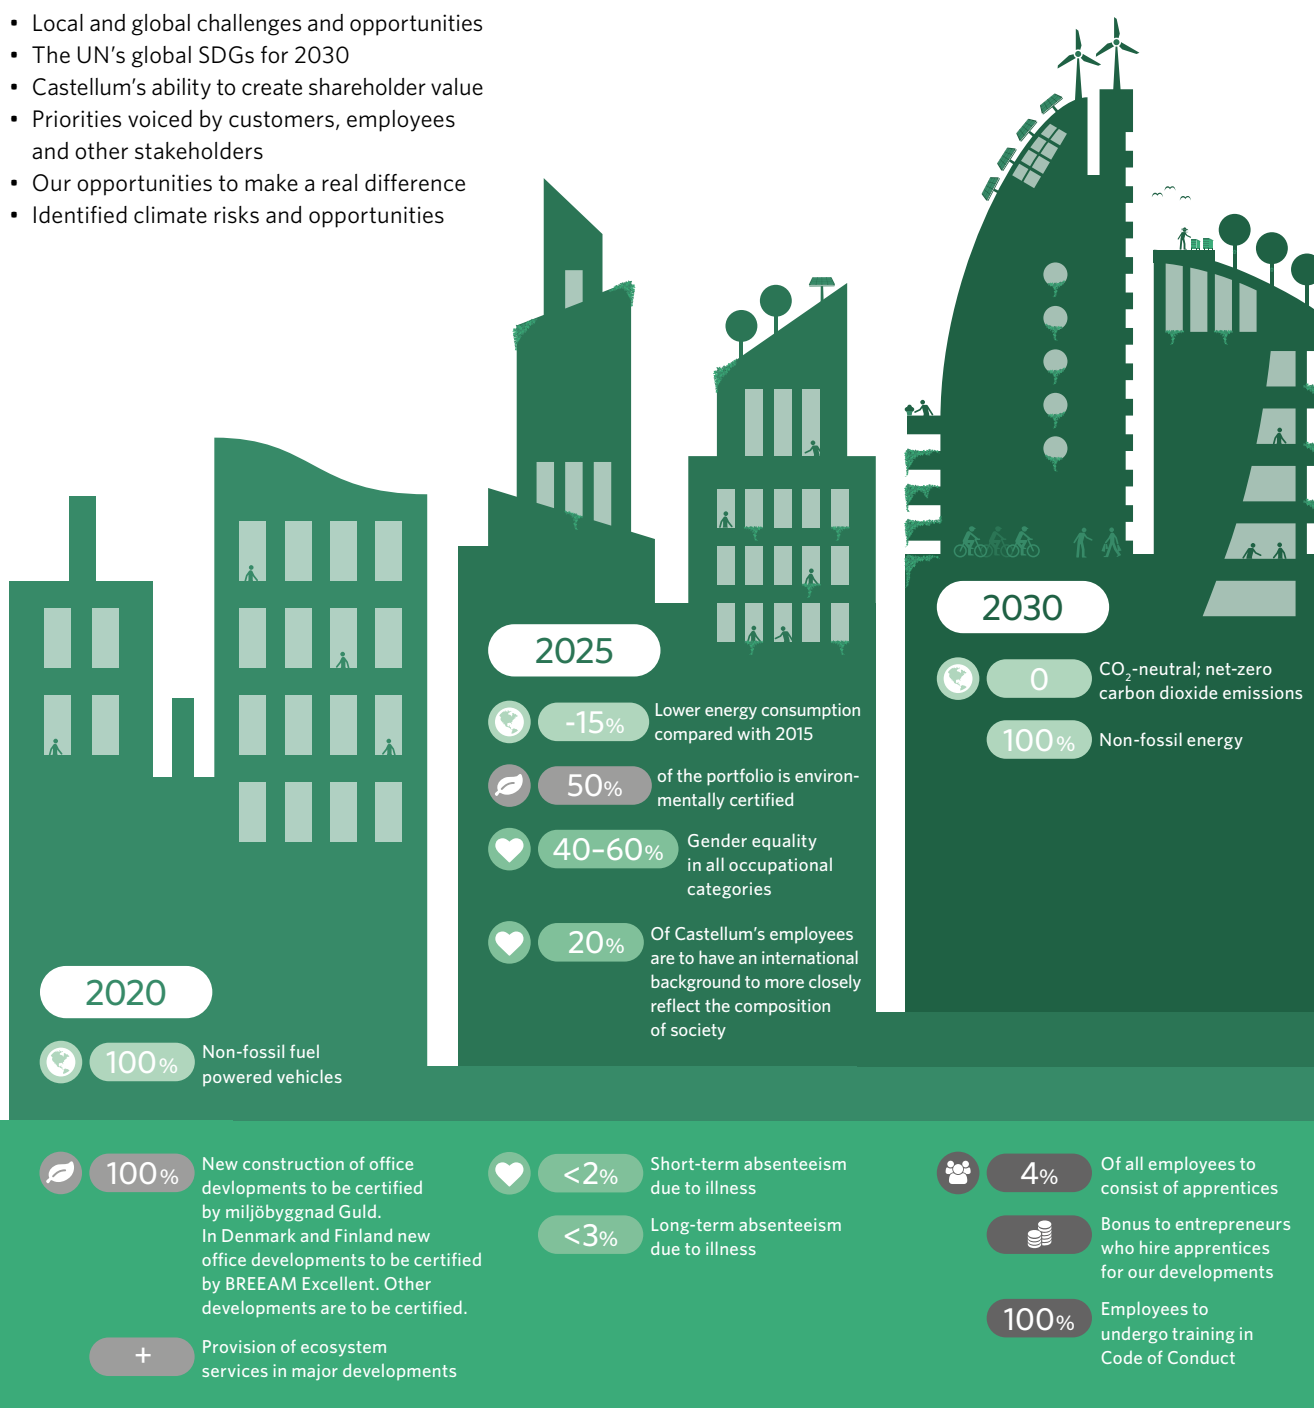 • Local and global challenges and opportunities
• The UN's global SDGs for 2030
• Castellum's ability to create shareholder value
• Priorities voiced by customers, employees
and other stakeholders
• Our opportunities to make a real difference
• Identified climate risks and opportunities
2020
100%
Non-fossil fuel
powered vehicles
2025
-15%
Lower energy consumption
compared with 2015
50%
of the portfolio is environ-
mentally certified
40–60%
Gender equality
in all occupational
categories
20%
Of Castellum's employees
are to have an international
background to more closely
reflect the composition
of society
2030
0
CO₂-neutral; net-zero
carbon dioxide emissions
100%
Non-fossil energy
100%
New construction of office
devlopments to be certified
by miljöbyggnad Guld.
In Denmark and Finland new
office developments to be certified
by BREEAM Excellent. Other
developments are to be certified.
+
Provision of ecosystem
services in major developments
<2%
Short-term absenteeism
due to illness
<3%
Long-term absenteeism
due to illness
4%
Of all employees to
consist of apprentices
Bonus to entrepreneurs
who hire apprentices
for our developments
100%
Employees to
undergo training in
Code of Conduct